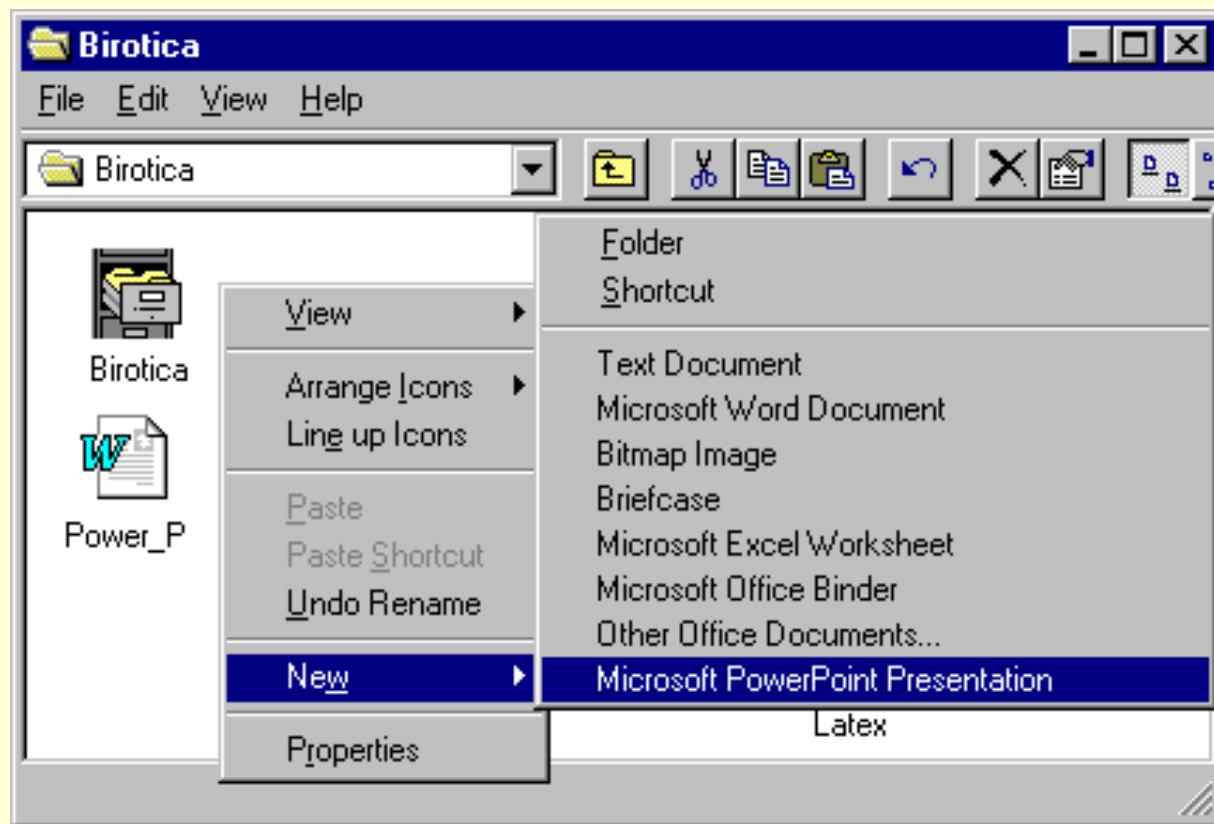 Birotica
File Edit View Help
Birotica
Birotica
Power_P
View
Arrange Icons
Line up Icons
Paste
Paste Shortcut
Undo Rename
New
Properties
Folder
Shortcut
Text Document
Microsoft Word Document
Bitmap Image
Briefcase
Microsoft Excel Worksheet
Microsoft Office Binder
Other Office Documents...
Microsoft PowerPoint Presentation
Latex